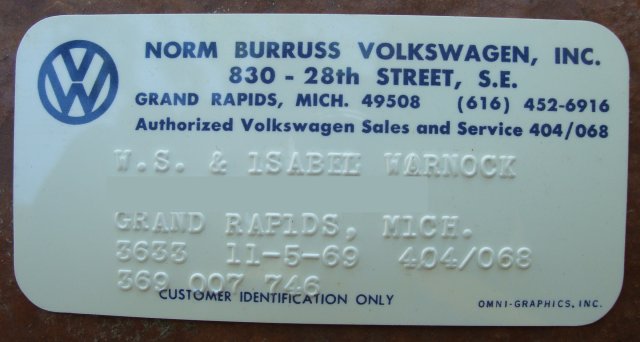 NORM BURRUSS VOLKSWAGEN, INC.
830 - 28th STREET, S.E.
GRAND RAPIDS, MICH. 49508 (616) 452-6916
Authorized Volkswagen Sales and Service 404/068
W.S. & ISABEL WARNOCK
GRAND RAPIDS, MICH.
3633 11-5-69 404/068
369 007 746
CUSTOMER IDENTIFICATION ONLY
OMNI-GRAPHICS, INC.